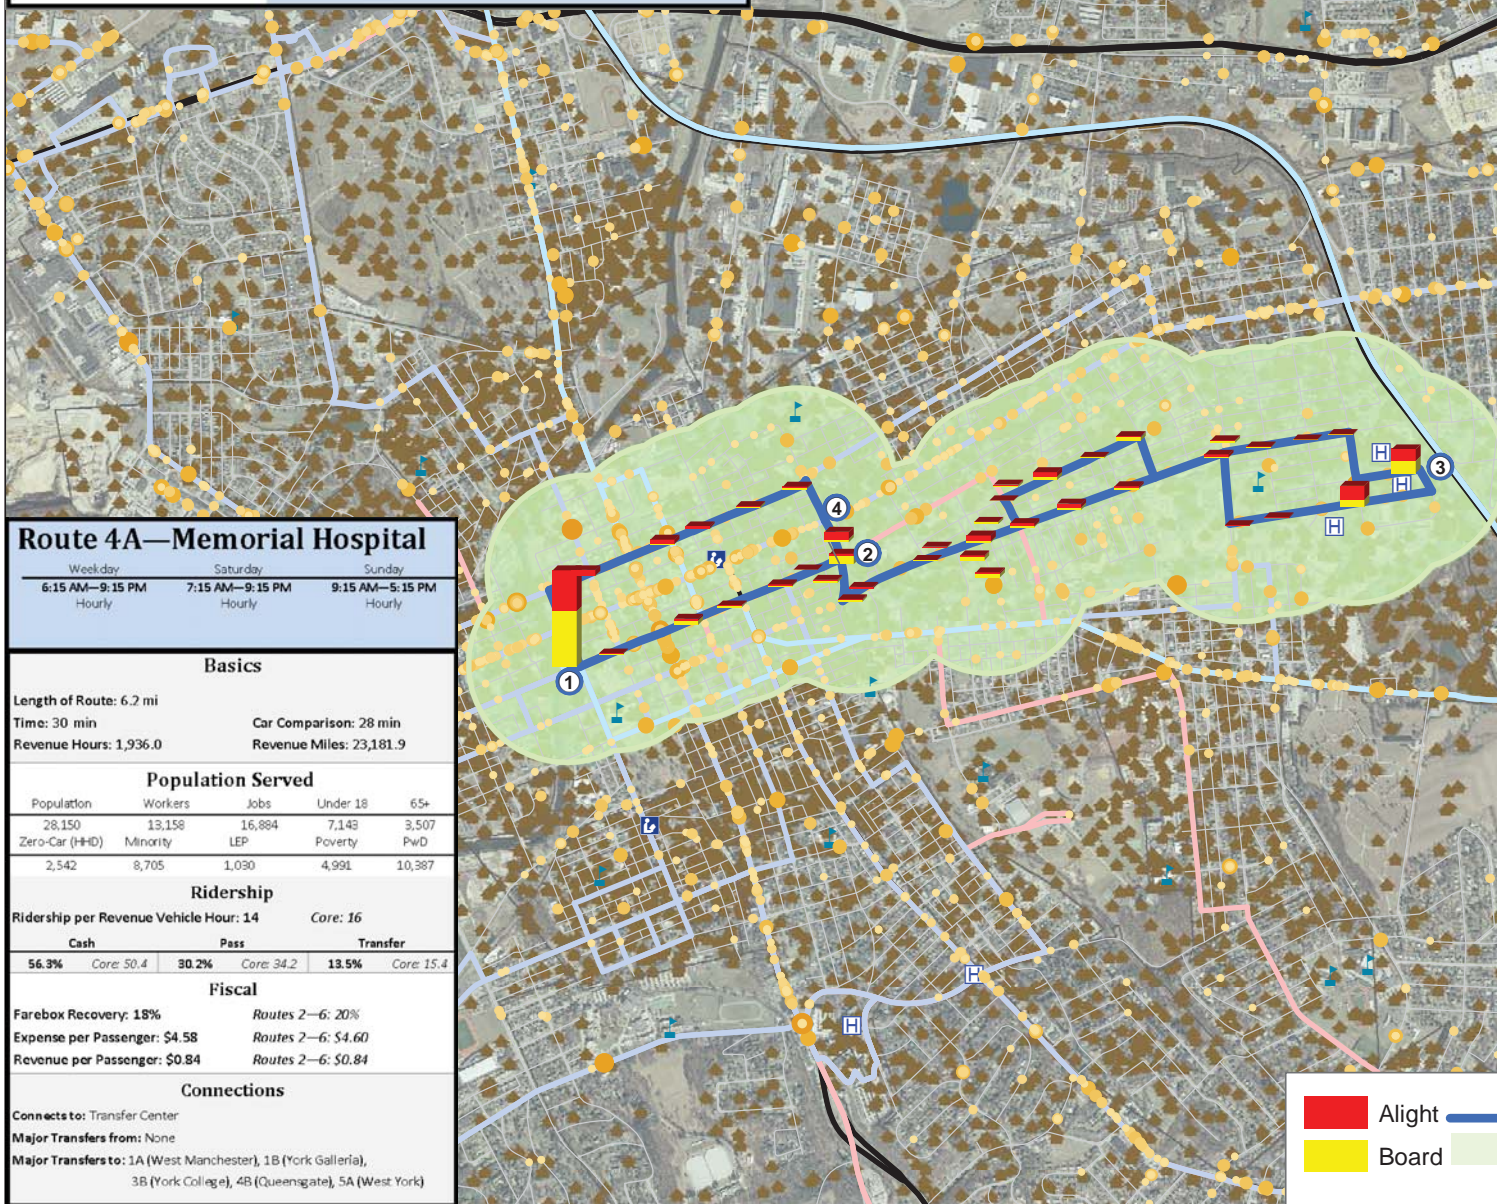 Route 4A—Memorial Hospital
Weekday Saturday Sunday
6:15 AM—9:15 PM 7:15 AM—9:15 PM 9:15 AM—5:15 PM
Hourly Hourly Hourly
Basics
Length of Route: 6.2 mi
Time: 30 min Car Comparison: 28 min
Revenue Hours: 1,936.0 Revenue Miles: 23,181.9
Population Served
Population Workers Jobs Under 18 65+
28,150 13,158 16,884 7,143 3,507
Zero-Car (HHD) Minority LEP Poverty PwD
2,542 8,705 1,030 4,991 10,387
Ridership
Ridership per Revenue Vehicle Hour: 14 Core: 16
Cash Pass Transfer
56.3% Core: 50.4 30.2% Core: 34.2 13.5% Core: 15.4
Fiscal
Farebox Recovery: 18% Routes 2—6: 20%
Expense per Passenger: $4.58 Routes 2—6: $4.60
Revenue per Passenger: $0.84 Routes 2—6: $0.84
Connections
Connects to: Transfer Center
Major Transfers from: None
Major Transfers to: 1A (West Manchester), 1B (York Galleria),
3B (York College), 4B (Queensgate), 5A (West York)
4
2
1
3
H
H
H
H
H
Alight
Board